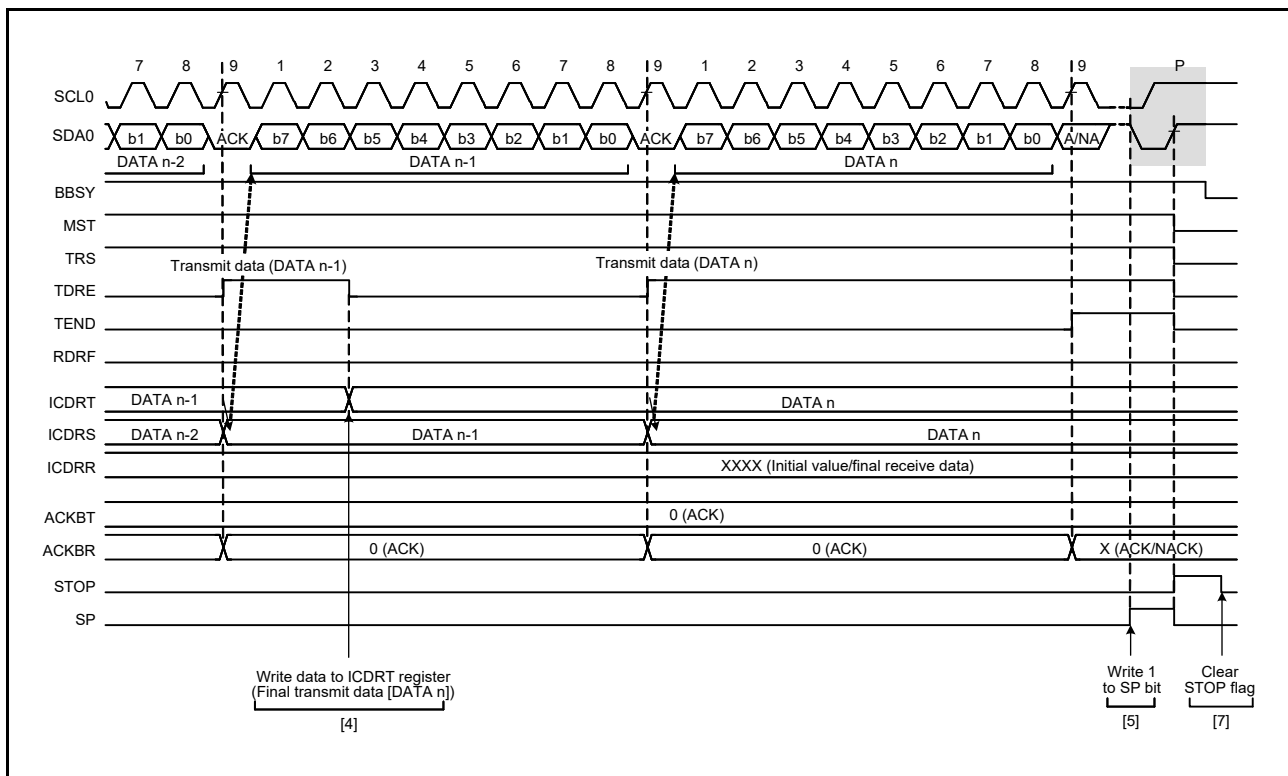 7 8 9 1 2 3 4 5 6 7 8 9 1 2 3 4 5 6 7 8 9 P
SCL0
SDA0 b1 b0 ACK b7 b6 b5 b4 b3 b2 b1 b0 ACK b7 b6 b5 b4 b3 b2 b1 b0 A/NA
DATA n-2 DATA n-1 DATA n
BBSY
MST
TRS
Transmit data (DATA n-1) Transmit data (DATA n)
TDRE
TEND
RDRF
ICDRT DATA n-1 DATA n
ICDRS DATA n-2 DATA n-1 DATA n
ICDRR XXXX (Initial value/final receive data)
ACKBT 0 (ACK)
ACKBR 0 (ACK) 0 (ACK) X (ACK/NACK)
STOP
SP
Write data to ICDRT register
(Final transmit data [DATA n])
[4]
Write 1
to SP bit
[5]
Clear
STOP flag
[7]